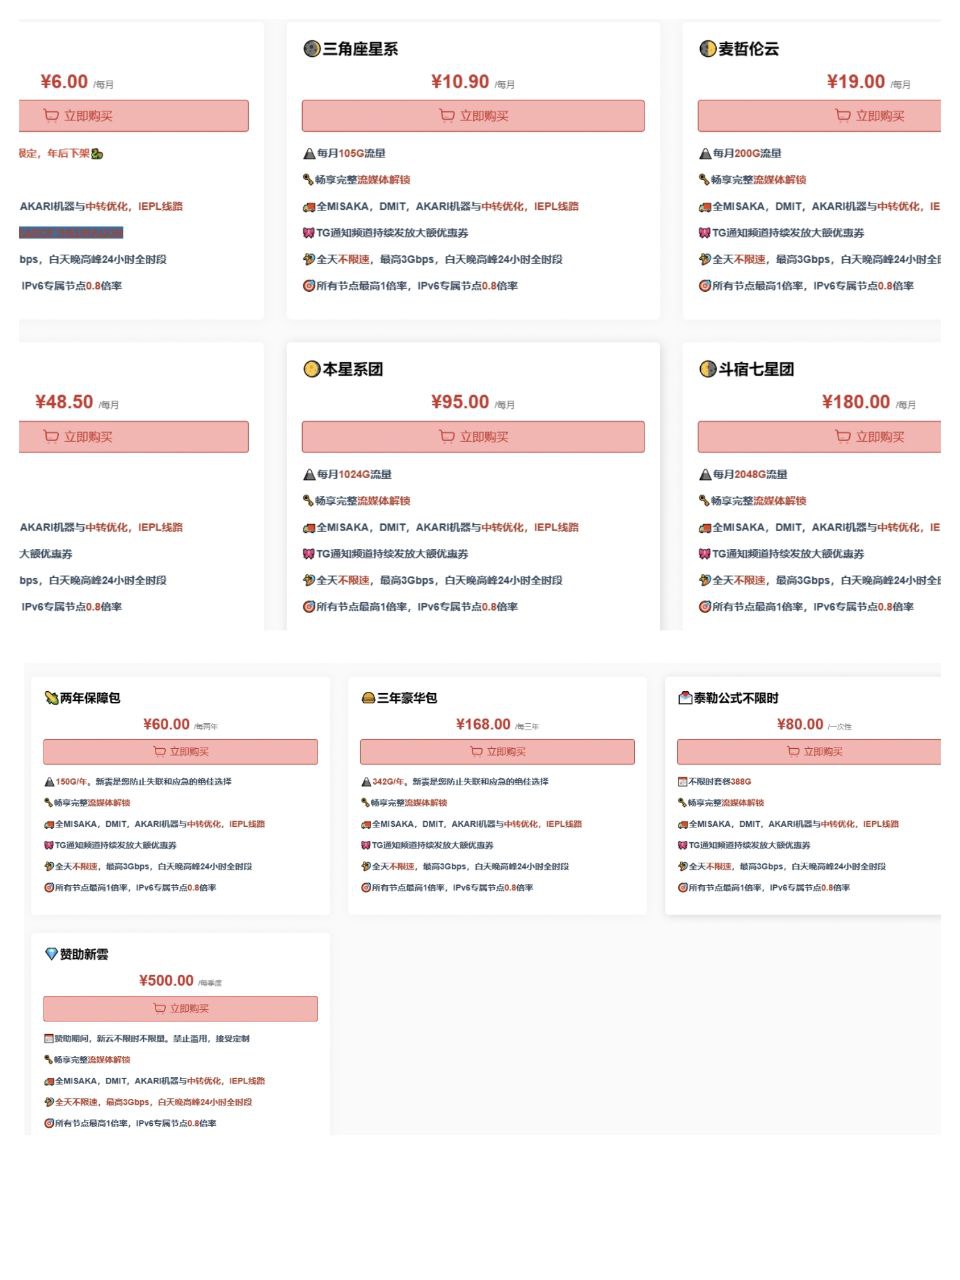 ¥6.00 /每月
立即购买
限定，年后下架
AKARI机器与中转优化，IEPL线路
bps，白天晚高峰24小时全时段
IPv6专属节点0.8倍率
三角座星系
¥10.90 /每月
立即购买
每月105G流量
畅享完整流媒体解锁
全MISAKA，DMIT，AKARI机器与中转优化，IEPL线路
TG通知频道持续发放大额优惠券
全天不限速，最高3Gbps，白天晚高峰24小时全时段
所有节点最高1倍率，IPv6专属节点0.8倍率
麦哲伦云
¥19.00 /每月
立即购买
每月200G流量
畅享完整流媒体解锁
全MISAKA，DMIT，AKARI机器与中转优化，IE
TG通知频道持续发放大额优惠券
全天不限速，最高3Gbps，白天晚高峰24小时全
所有节点最高1倍率，IPv6专属节点0.8倍率
¥48.50 /每月
立即购买
AKARI机器与中转优化，IEPL线路
大额优惠券
bps，白天晚高峰24小时全时段
IPv6专属节点0.8倍率
本星系团
¥95.00 /每月
立即购买
每月1024G流量
畅享完整流媒体解锁
全MISAKA，DMIT，AKARI机器与中转优化，IEPL线路
TG通知频道持续发放大额优惠券
全天不限速，最高3Gbps，白天晚高峰24小时全时段
所有节点最高1倍率，IPv6专属节点0.8倍率
斗宿七星团
¥180.00 /每月
立即购买
每月2048G流量
畅享完整流媒体解锁
全MISAKA，DMIT，AKARI机器与中转优化，IE
TG通知频道持续发放大额优惠券
全天不限速，最高3Gbps，白天晚高峰24小时全
所有节点最高1倍率，IPv6专属节点0.8倍率
两年保障包
¥60.00 /每两年
立即购买
150G/年。新雲是您防止失联和应急的绝佳选择
畅享完整流媒体解锁
全MISAKA，DMIT，AKARI机器与中转优化，IEPL线路
TG通知频道持续发放大额优惠券
全天不限速，最高3Gbps，白天晚高峰24小时全时段
所有节点最高1倍率，IPv6专属节点0.8倍率
三年豪华包
¥168.00 /每三年
立即购买
342G/年。新雲是您防止失联和应急的绝佳选择
畅享完整流媒体解锁
全MISAKA，DMIT，AKARI机器与中转优化，IEPL线路
TG通知频道持续发放大额优惠券
全天不限速，最高3Gbps，白天晚高峰24小时全时段
所有节点最高1倍率，IPv6专属节点0.8倍率
泰勒公式不限时
¥80.00 /一次性
立即购买
不限时套餐388G
畅享完整流媒体解锁
全MISAKA，DMIT，AKARI机器与中转优化，IEPL线路
TG通知频道持续发放大额优惠券
全天不限速，最高3Gbps，白天晚高峰24小时全时段
所有节点最高1倍率，IPv6专属节点0.8倍率
赞助新雲
¥500.00 /每季度
立即购买
赞助期间，新云不限时不限量。禁止滥用，接受定制
畅享完整流媒体解锁
全MISAKA，DMIT，AKARI机器与中转优化，IEPL线路
全天不限速，最高3Gbps，白天晚高峰24小时全时段
所有节点最高1倍率，IPv6专属节点0.8倍率